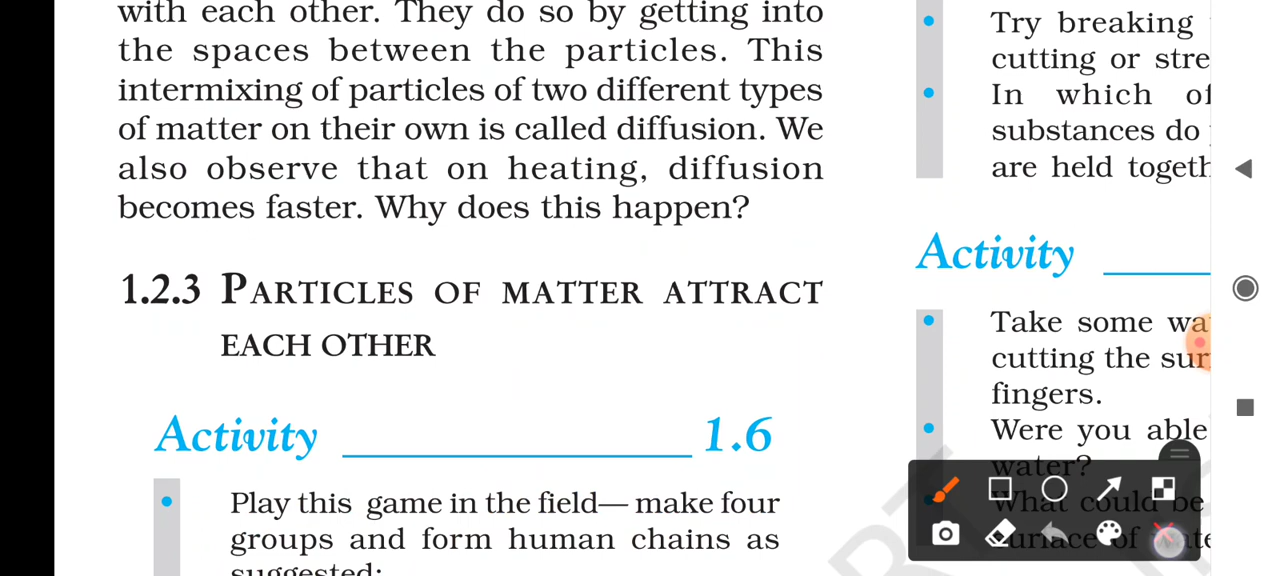 with each other. They do so by getting into
the spaces between the particles. This
intermixing of particles of two different types
of matter on their own is called diffusion. We
also observe that on heating, diffusion
becomes faster. Why does this happen?
1.2.3 PARTICLES OF MATTER ATTRACT
EACH OTHER
Activity 1.6
Play this game in the field— make four
groups and form human chains as
suggested:
Try breaking
cutting or stre
In which of
substances do
are held togeth
Activity
Take some wa
cutting the sur
fingers.
Were you able
water?
What could be